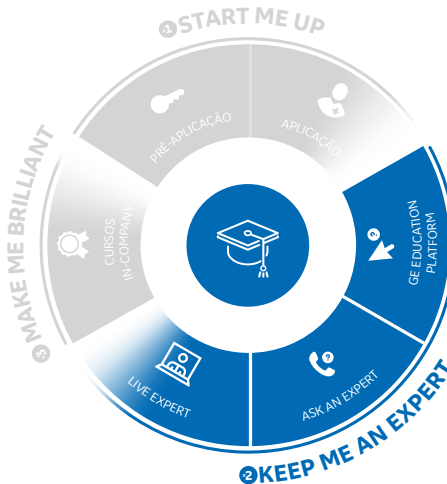 1 START ME UP
PRÉ-APLICAÇÃO
APLICAÇÃO
GE EDUCATION
PLATFORM
ASK AN EXPERT
LIVE EXPERT
2 KEEP ME AN EXPERT
CURSOS
IN-COMPANY
3 MAKE ME BRILLIANT